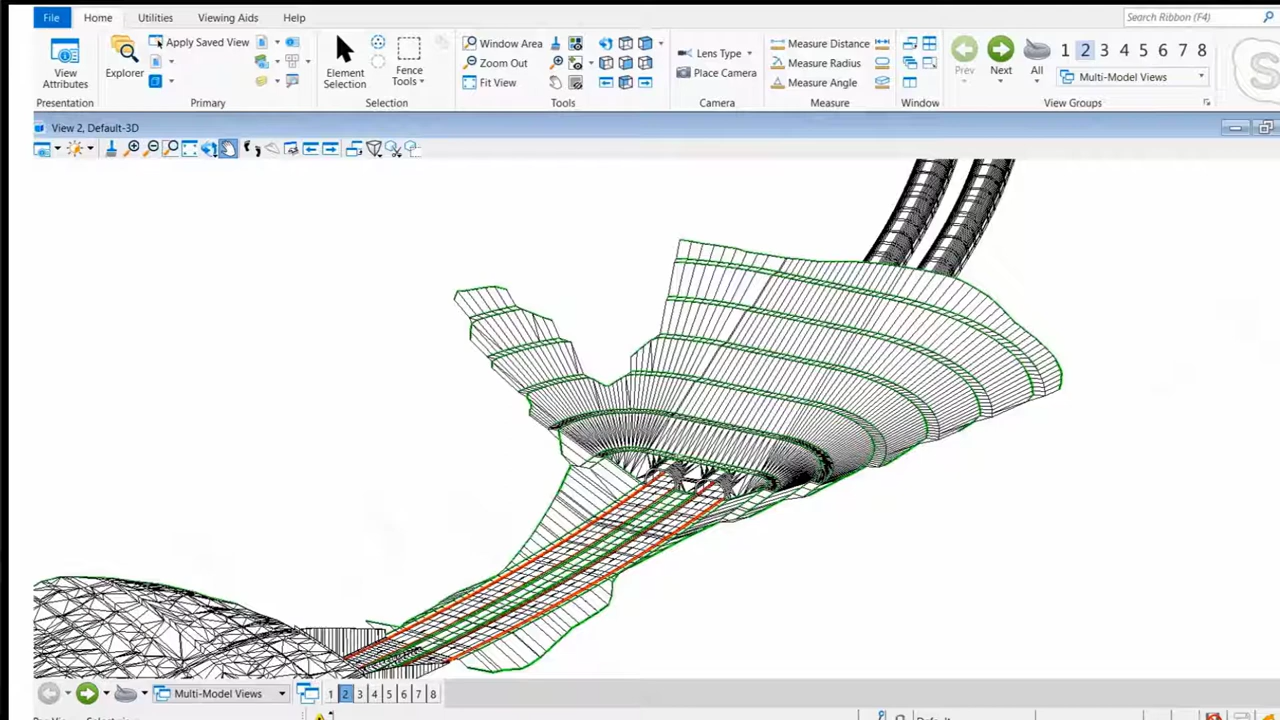 File Home Utilities Viewing Aids Help Search Ribbon (F4)
View Attributes
Presentation
Explorer
Apply Saved View
Primary
Element Selection
Fence Tools
Selection
Window Area
Zoom Out
Fit View
Tools
Lens Type
Place Camera
Camera
Measure Distance
Measure Radius
Measure Angle
Measure
Window
Prev
Next
All
1 2 3 4 5 6 7 8
Multi-Model Views
View Groups
View 2, Default-3D
Multi-Model Views 1 2 3 4 5 6 7 8